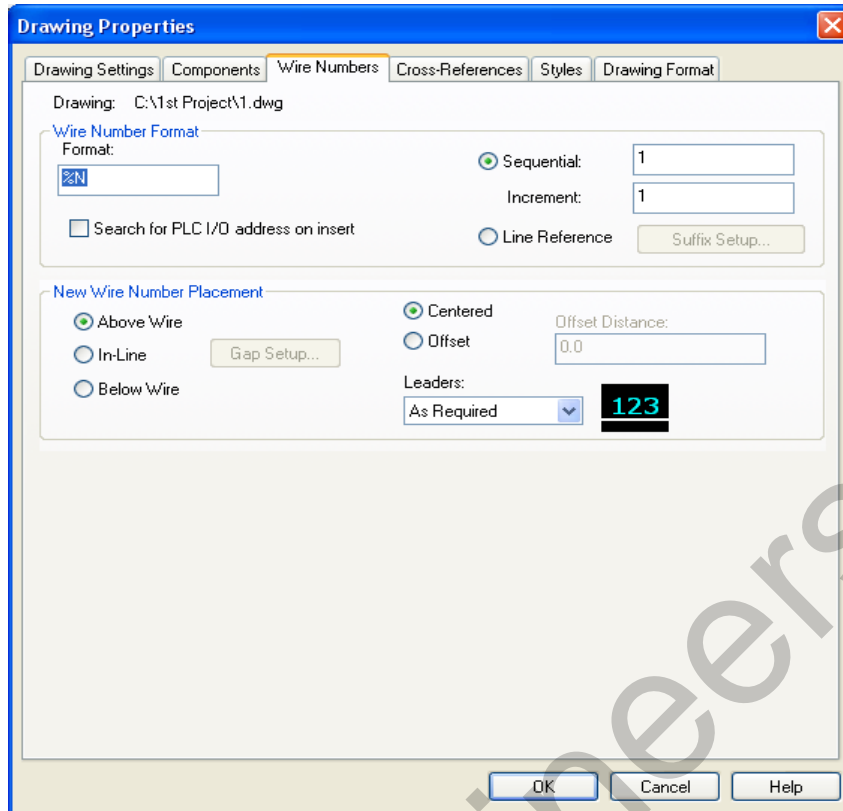 Drawing Properties
Drawing Settings Components Wire Numbers Cross-References Styles Drawing Format
Drawing: C:\1st Project\1.dwg
Wire Number Format
Format:
%N
Sequential: 1
Increment: 1
Search for PLC I/O address on insert
Line Reference Suffix Setup...
New Wire Number Placement
Above Wire
In-Line Gap Setup...
Below Wire
Centered
Offset
Offset Distance:
0.0
Leaders:
As Required
123
OK Cancel Help